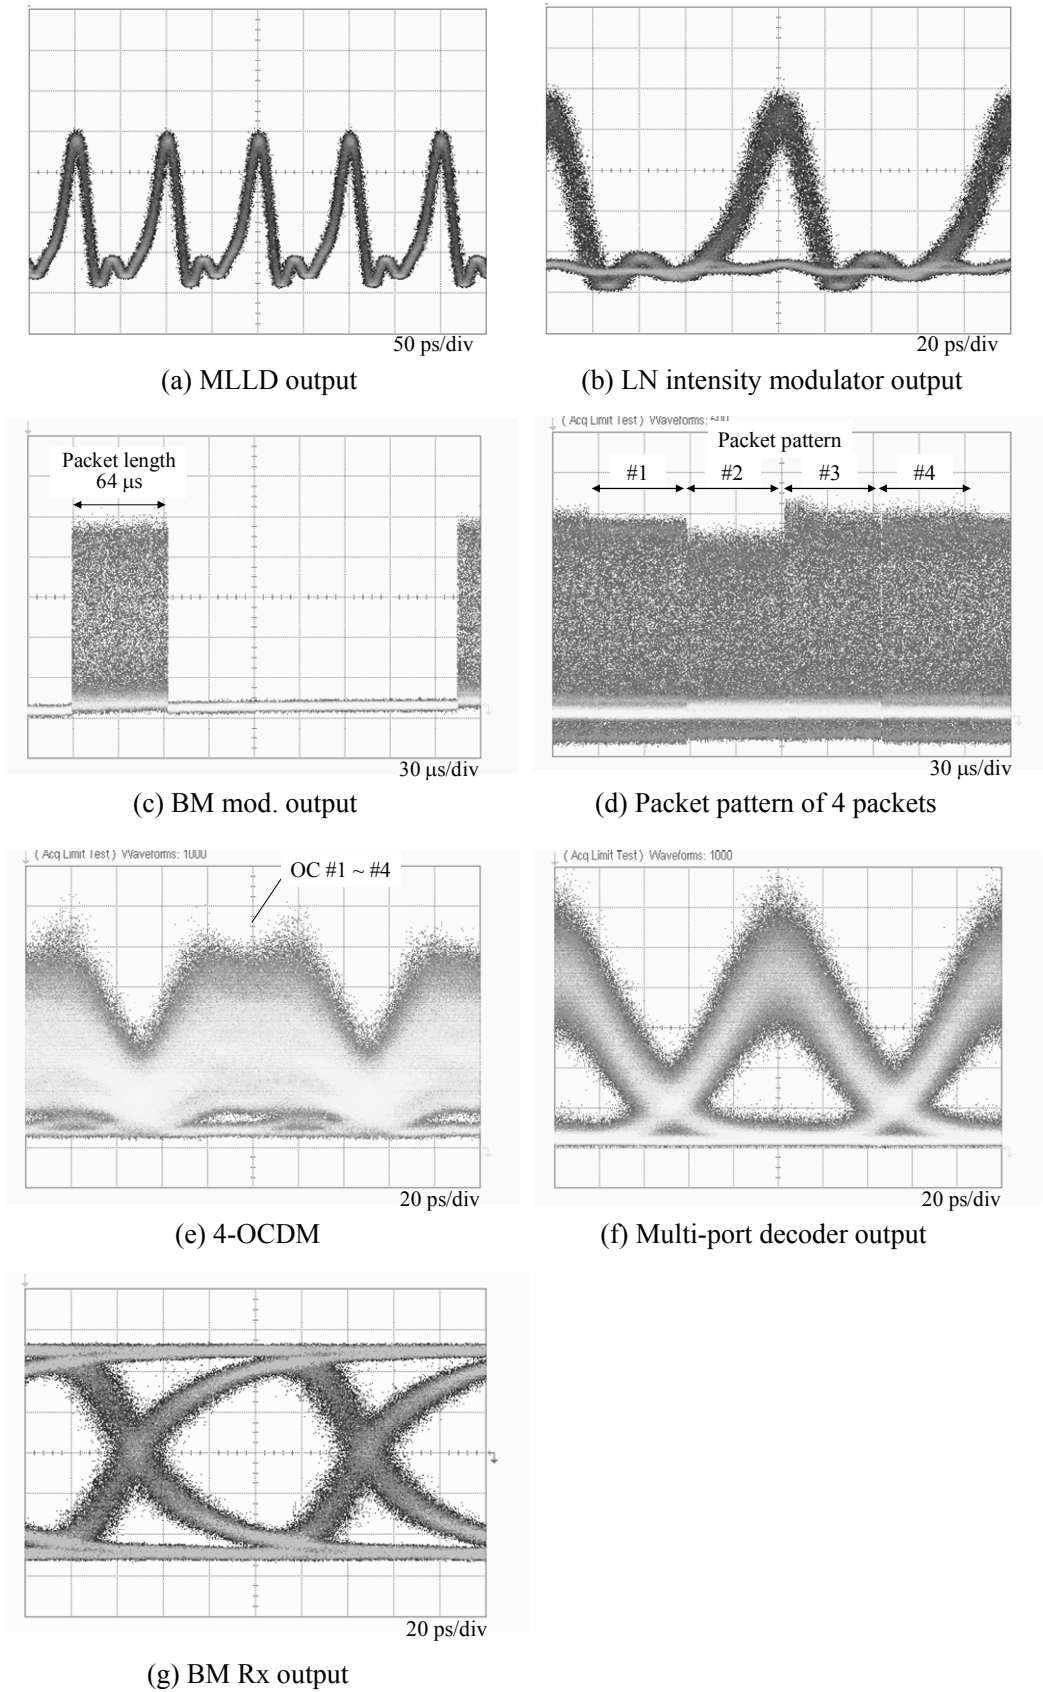 50 ps/div
20 ps/div
(a) MLLD output
(b) LN intensity modulator output
Packet length
64 μs
30 μs/div
(c) BM mod. output
( Acq Limit Test ) Waveforms:
Packet pattern
#1
#2
#3
#4
30 μs/div
(d) Packet pattern of 4 packets
( Acq Limit Test ) Waveforms: 1000
OC #1 ~ #4
20 ps/div
(e) 4-OCDM
( Acq Limit Test ) Waveforms: 1000
20 ps/div
(f) Multi-port decoder output
20 ps/div
(g) BM Rx output